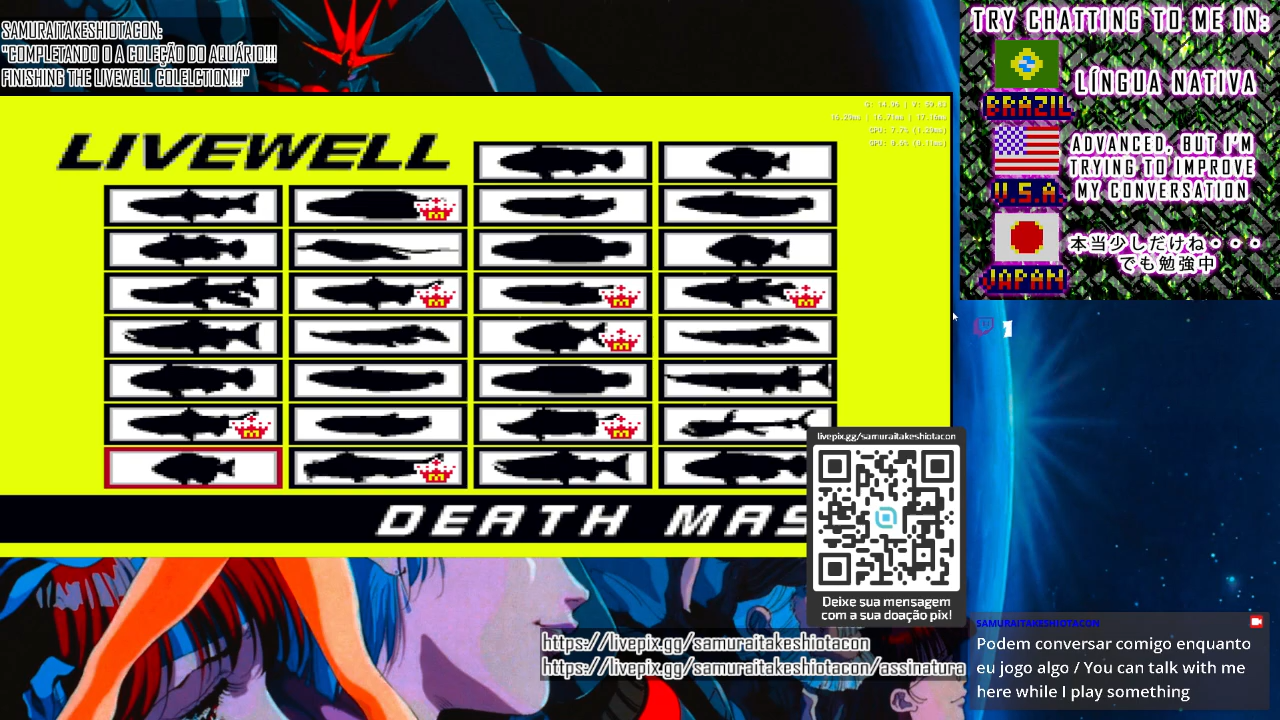 SAMURAITAKESHIOTACON:
"COMPLETANDO O A COLEÇÃO DO AQUÁRIO!!!
FINISHING THE LIVEWELL COLELCTION!!!"
TRY CHATTING TO ME IN:
LÍNGUA NATIVA
BRAZIL
ADVANCED, BUT I'M
TRYING TO IMPROVE
MY CONVERSATION
U.S.A.
本当少しだけね・・・
でも勉強中
JAPAN
LIVEWELL
DEATH MAS
livepix.gg/samuraitakeshiotacon
Deixe sua mensagem
com a sua doação pix!
https://livepix.gg/samuraitakeshiotacon
https://livepix.gg/samuraitakeshiotacon/assinatura
SAMURAITAKESHIOTACON
Podem conversar comigo enquanto
eu jogo algo / You can talk with me
here while I play something